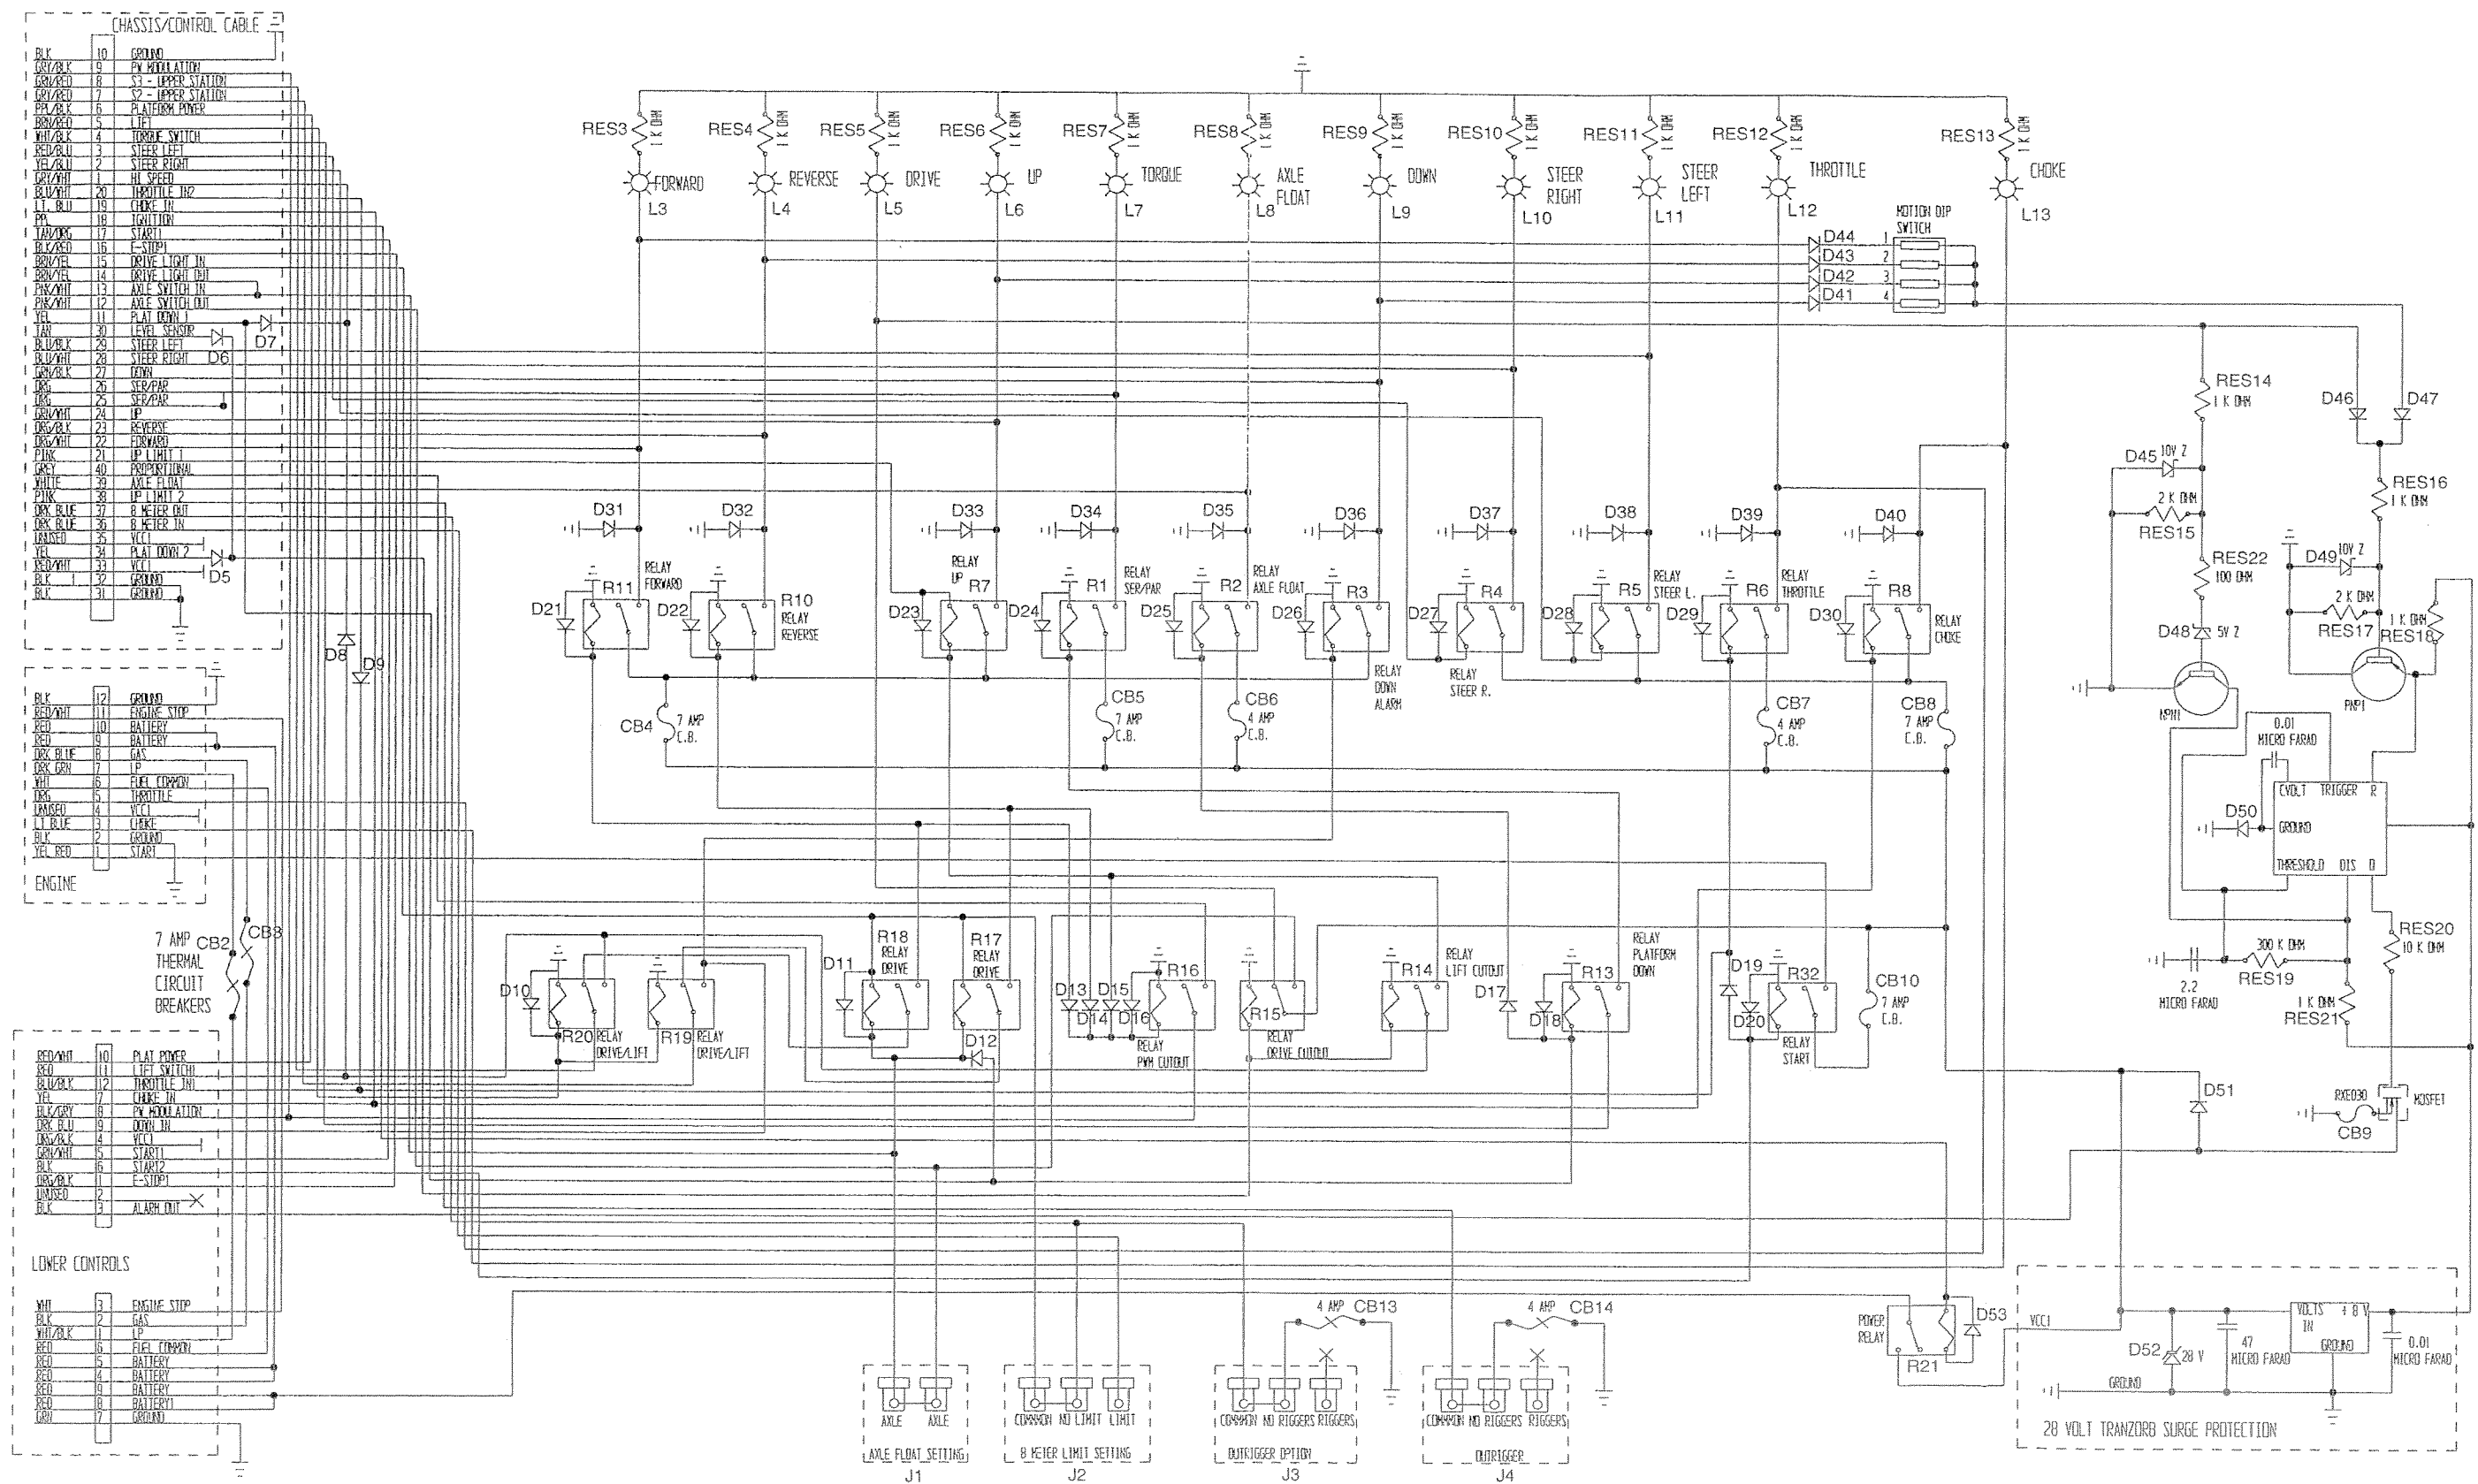 CHASSIS/CONTROL CABLE
BLK 10 GROUND
GRY/BLK 9 PW MODULATION
GRN/RED 8 S3 - UPPER STATION
GRY/RED 7 S2 - UPPER STATION
PPL/BLK 6 PLATFORM POWER
BRN/RED 5 LIFT
WHT/BLK 4 TORQUE SWITCH
RED/BLU 3 STEER LEFT
YEL/BLU 2 STEER RIGHT
GRY/WHT 1 HI SPEED
BLU/WHT 20 THROTTLE IN2
LT. BLU 19 CHOKE IN
PPL 18 IGNITION
TAN/ORG 17 START1
BLK/RED 16 E-STOP1
BRN/YEL 15 DRIVE LIGHT IN
BRN/YEL 14 DRIVE LIGHT OUT
PNK/WHT 13 AXLE SWITCH IN
PNK/WHT 12 AXLE SWITCH OUT
YEL 11 PLAT DOWN 1
TAN 30 LEVEL SENSOR
BLU/BLK 29 STEER LEFT
BLU/WHT 28 STEER RIGHT
GRN/BLK 27 DOWN
ORG 26 SER/PAR
ORG 25 SER/PAR
GRN/WHT 24 UP
ORG/BLK 23 REVERSE
ORG/WHT 22 FORWARD
PINK 21 UP LIMIT 1
GREY 40 PROPORTIONAL
WHITE 39 AXLE FLOAT
PINK 38 UP LIMIT 2
DRK BLUE 37 8 METER OUT
DRK BLUE 36 8 METER IN
UNUSED 35 VCC1
YEL 34 PLAT DOWN 2
RED/WHT 33 VCC1
BLK 32 GROUND
BLK 31 GROUND
D7
D6
D5
D8
D9
BLK 12 GROUND
RED/WHT 11 ENGINE STOP
RED 10 BATTERY
RED 9 BATTERY
DRK BLUE 8 GAS
DRK GRN 7 LP
WHT 6 FUEL COMMON
ORG 5 THROTTLE
UNUSED 4 VCC1
LT BLUE 3 CHOKE
BLK 2 GROUND
YEL RED 1 START
ENGINE
7 AMP THERMAL CIRCUIT BREAKERS
CB2
CB3
RED/WHT 10 PLAT POWER
RED 11 LIFT SWITCH1
BLU/BLK 12 THROTTLE IN1
YEL 7 CHOKE IN
BLK/GRY 8 PW MODULATION
DRK BLU 9 DOWN IN
ORG/BLK 4 VCC1
GRN/WHT 5 START1
BLK 6 START2
ORG/BLK 1 E-STOP1
UNUSED 2
BLK 3 ALARM OUT
LOWER CONTROLS
WHT 3 ENGINE STOP
BLK 2 GAS
WHT/BLK 1 LP
RED 6 FUEL COMMON
RED 5 BATTERY
RED 4 BATTERY
RED 9 BATTERY
RED 8 BATTERY1
GRN 7 GROUND
RES3 1 K OHM FORWARD L3
RES4 1 K OHM REVERSE L4
RES5 1 K OHM DRIVE L5
RES6 1 K OHM UP L6
RES7 1 K OHM TORQUE L7
RES8 1 K OHM AXLE FLOAT L8
RES9 1 K OHM DOWN L9
RES10 1 K OHM STEER RIGHT L10
RES11 1 K OHM STEER LEFT L11
RES12 1 K OHM THROTTLE L12
RES13 1 K OHM CHOKE L13
MOTION DIP
SWITCH
D44 1
D43 2
D42 3
D41 4
D31
D32
D33
D34
D35
D36
D37
D38
D39
D40
D21 R11 RELAY FORWARD
D22 R10 RELAY REVERSE
D23 R7 RELAY UP
D24 R1 RELAY SER/PAR
D25 R2 RELAY AXLE FLOAT
D26 R3 RELAY DOWN ALARM
D27 R4 RELAY STEER R.
D28 R5 RELAY STEER L.
D29 R6 RELAY THROTTLE
D30 R8 RELAY CHOKE
CB4 7 AMP C.B.
CB5 7 AMP C.B.
CB6 4 AMP C.B.
CB7 4 AMP C.B.
CB8 7 AMP C.B.
RES14 1 K OHM
D46
D47
D45 10V Z
2 K OHM RES15
RES16 1 K OHM
RES22 100 OHM
D49 10V Z
2 K OHM RES17
1 K OHM RES18
D48 5V Z
NPN1
PNP1
0.01
MICRO FARAD
CVOLT TRIGGER R
D50 GROUND
THRESHOLD DIS O
RES20
10 K OHM
300 K OHM
RES19
2.2
MICRO FARAD
1 K OHM
RES21
D10 R20 RELAY DRIVE/LIFT
R19 RELAY DRIVE/LIFT
D11 R18 RELAY DRIVE
R17 RELAY DRIVE
D12
D13
D14
D15
D16
R16 RELAY PWM CUTOUT
R15 RELAY DRIVE CUTOUT
R14 RELAY LIFT CUTOUT
D17
D18 R13 RELAY PLATFORM DOWN
D19
D20 R32 RELAY START
CB10 7 AMP C.B.
D51
RXE030
CB9
MOSFET
4 AMP CB13
4 AMP CB14
AXLE AXLE
AXLE FLOAT SETTING
J1
COMMON NO LIMIT LIMIT
8 METER LIMIT SETTING
J2
COMMON NO RIGGERS RIGGERS
OUTRIGGER OPTION
J3
COMMON NO RIGGERS RIGGERS
OUTRIGGER
J4
POWER RELAY
R21
D53
VCC1
D52 28 V
47
MICRO FARAD
VOLTS IN + 8 V
GROUND
0.01
MICRO FARAD
GROUND
28 VOLT TRANZORB SURGE PROTECTION